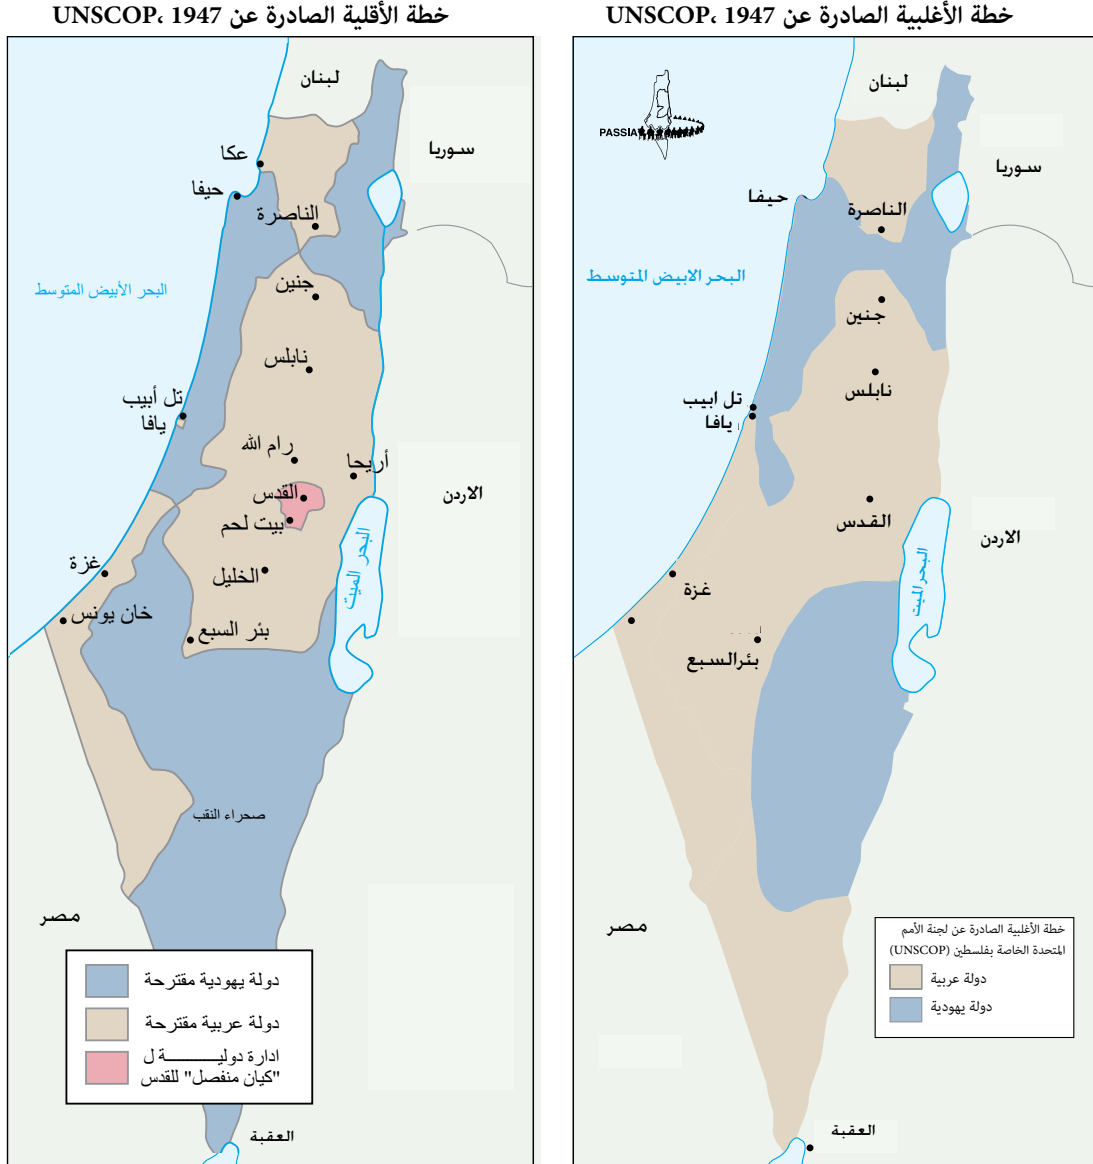 خطة الأقلية الصادرة عن UNSCOP، 1947
لبنان
سوريا
عكا
حيفا
الناصرة
جنين
البحر الأبيض المتوسط
نابلس
تل أبيب
يافا
رام الله
أريحا
القدس
بيت لحم
الاردن
البحر الميت
غزة
الخليل
خان يونس
بئر السبع
صحراء النقب
مصر
دولة يهودية مقترحة
دولة عربية مقترحة
ادارة دولية ل
"كيان منفصل" للقدس
العقبة
خطة الأغلبية الصادرة عن UNSCOP، 1947
لبنان
PASSIA
سوريا
حيفا
الناصرة
البحر الابيض المتوسط
جنين
نابلس
تل ابيب
يافا
القدس
الاردن
البحر الميت
غزة
بئرالسبع
مصر
خطة الأغلبية الصادرة عن لجنة الأمم
المتحدة الخاصة بفلسطين (UNSCOP)
دولة عربية
دولة يهودية
العقبة